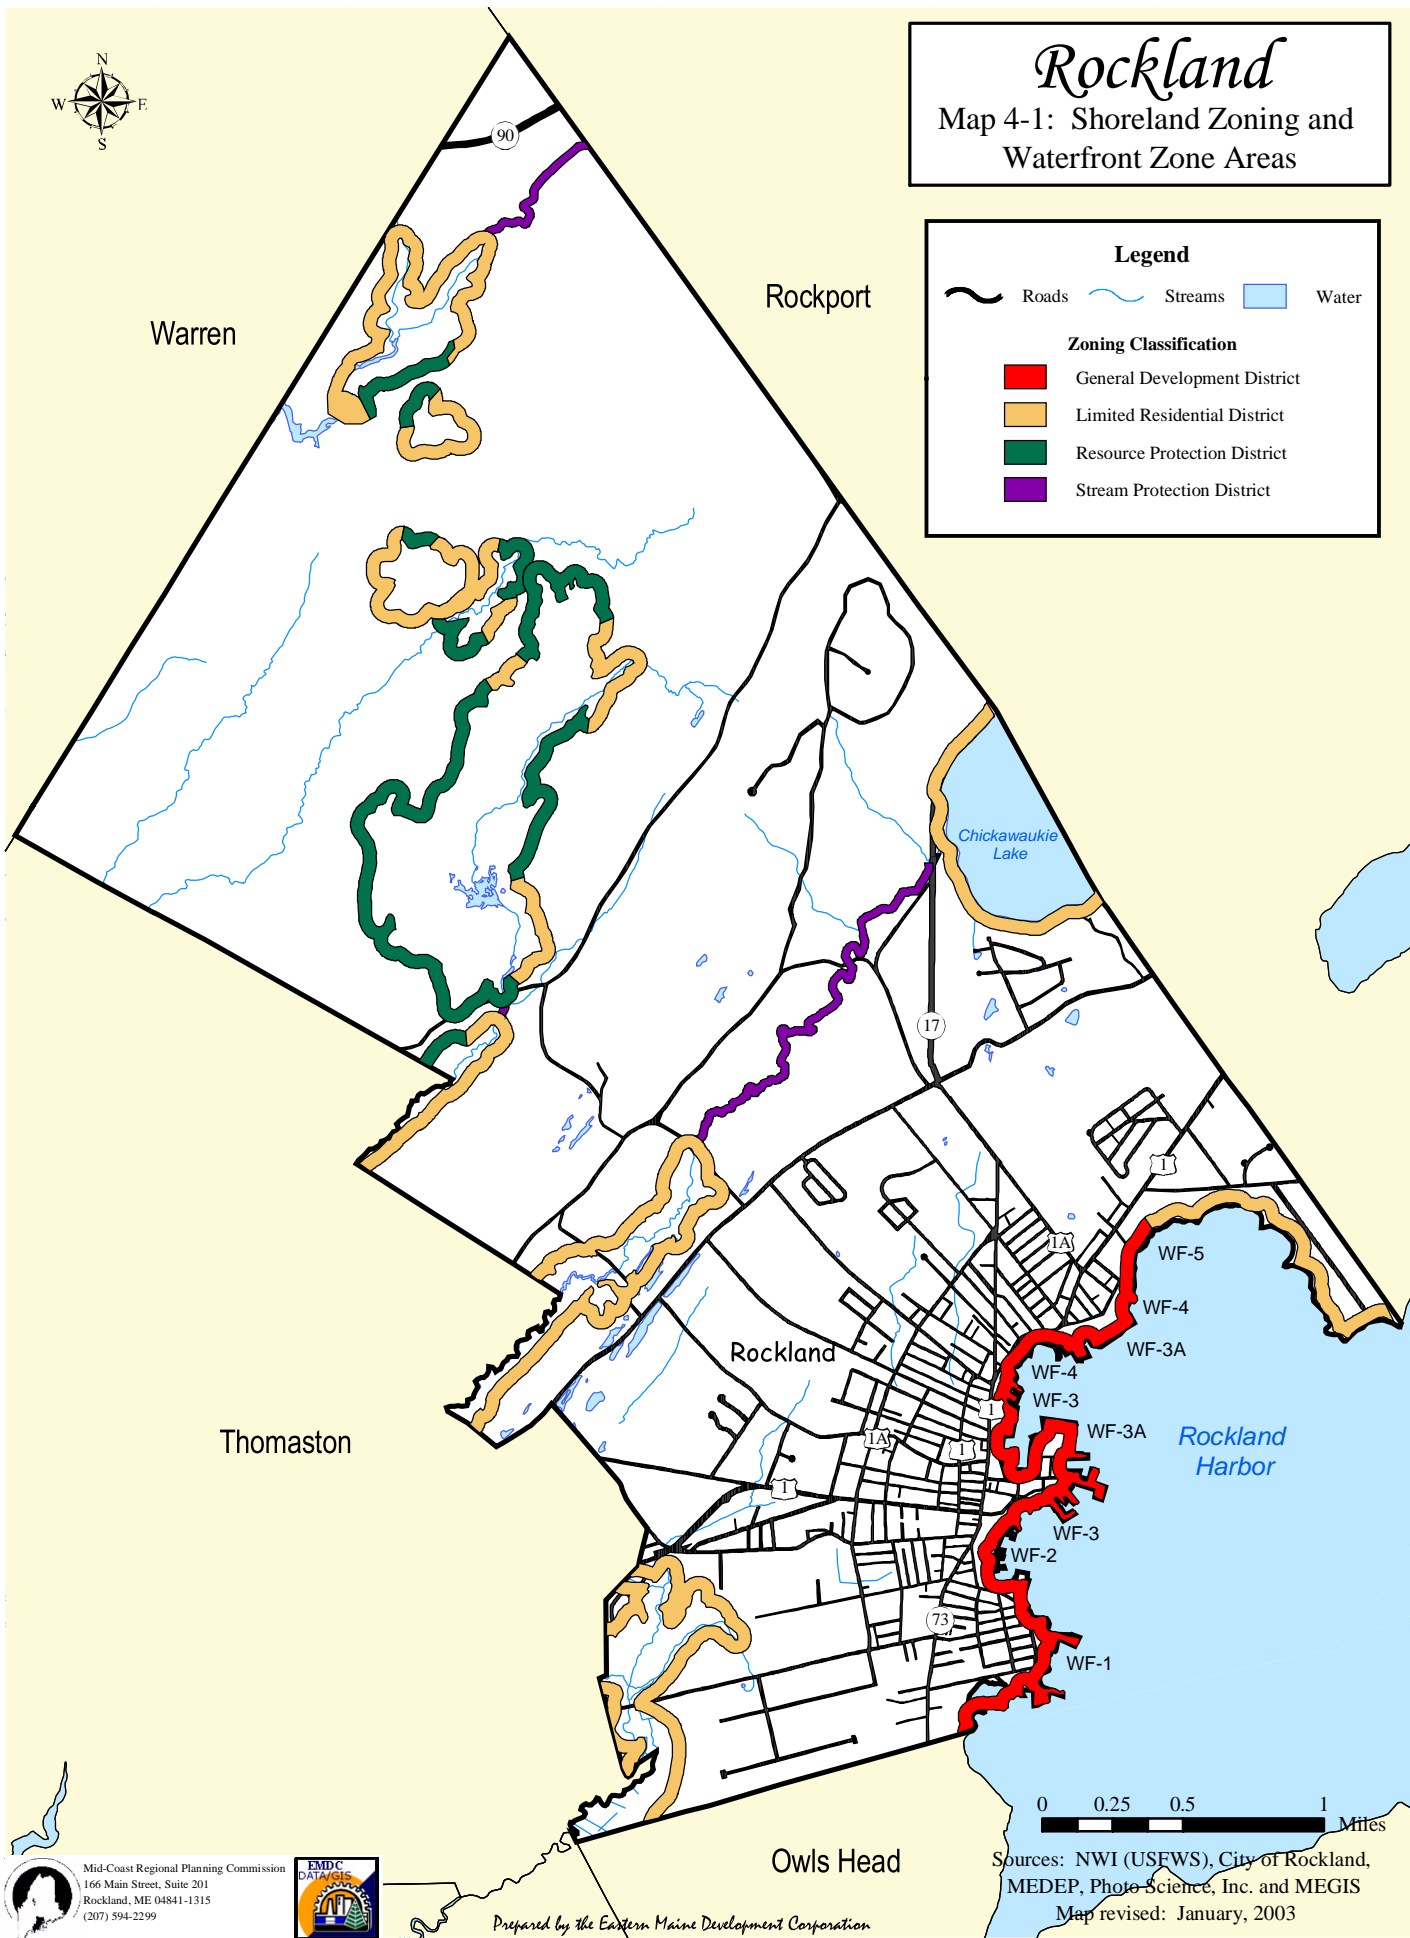 Rockland
Map 4-1: Shoreland Zoning and
Waterfront Zone Areas
N
W
E
S
90
Legend
Roads
Streams
Water
Zoning Classification
General Development District
Limited Residential District
Resource Protection District
Stream Protection District
Rockport
Warren
Chickawaukie
Lake
17
1
1A
WF-5
WF-4
WF-3A
Rockland
WF-4
WF-3
1
WF-3A
1A
1
Thomaston
Rockland
Harbor
1
WF-3
WF-2
73
WF-1
0
0.25
0.5
1
Miles
Owls Head
Sources: NWI (USFWS), City of Rockland,
MEDEP, Photo Science, Inc. and MEGIS
Map revised: January, 2003
Mid-Coast Regional Planning Commission
166 Main Street, Suite 201
Rockland, ME 04841-1315
(207) 594-2299
EMDC
DATA/GIS
Prepared by the Eastern Maine Development Corporation